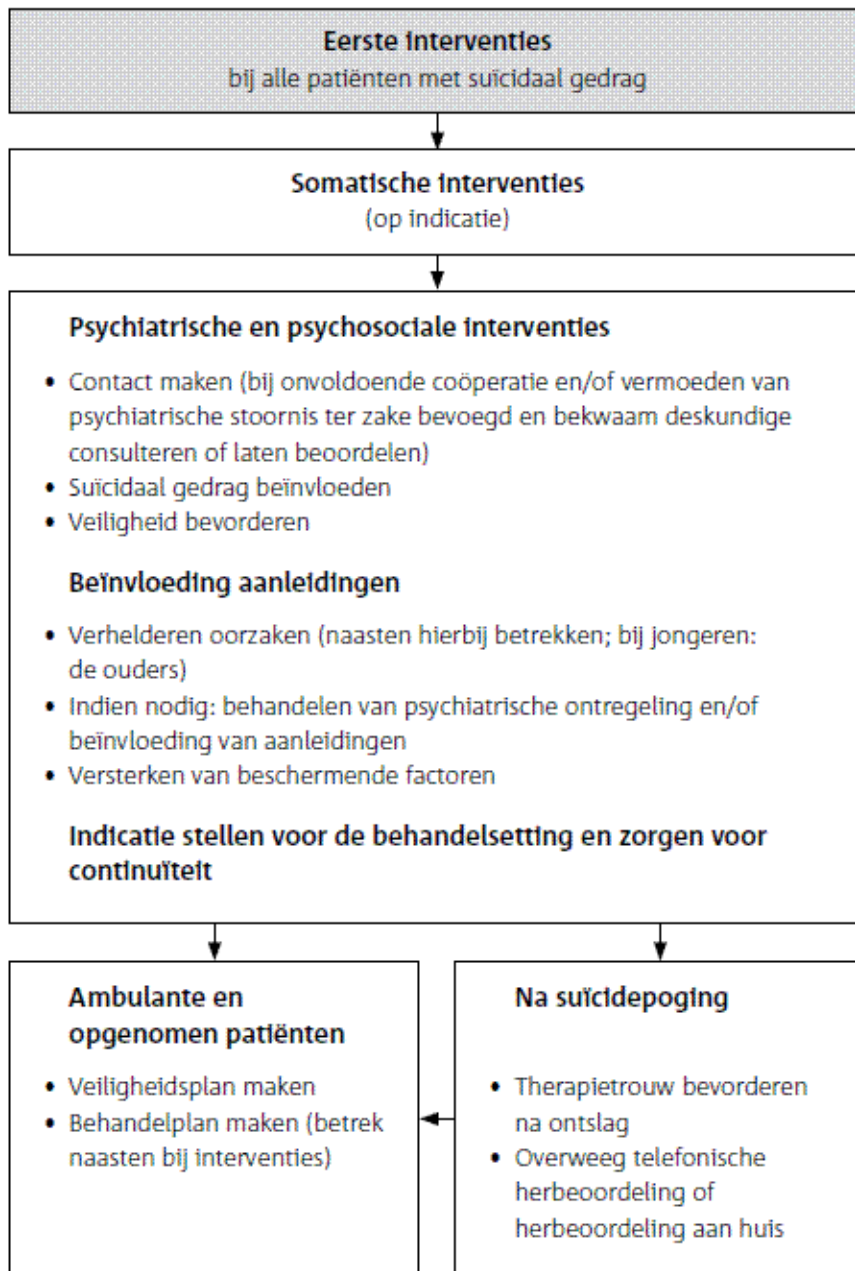 Eerste interventies
bij alle patiënten met suïcidaal gedrag
Somatische interventies
(op indicatie)
Psychiatrische en psychosociale interventies
• Contact maken (bij onvoldoende coöperatie en/of vermoeden van
psychiatrische stoornis ter zake bevoegd en bekwaam deskundige
consulteren of laten beoordelen)
• Suïcidaal gedrag beïnvloeden
• Veiligheid bevorderen
Beïnvloeding aanleidingen
• Verhelderen oorzaken (naasten hierbij betrekken; bij jongeren:
de ouders)
• Indien nodig: behandelen van psychiatrische ontregeling en/of
beïnvloeding van aanleidingen
• Versterken van beschermende factoren
Indicatie stellen voor de behandelsetting en zorgen voor
continuïteit
Ambulante en
opgenomen patiënten
• Veiligheidsplan maken
• Behandelplan maken (betrek
naasten bij interventies)
Na suïcidepoging
• Therapietrouw bevorderen
na ontslag
• Overweeg telefonische
herbeoordeling of
herbeoordeling aan huis